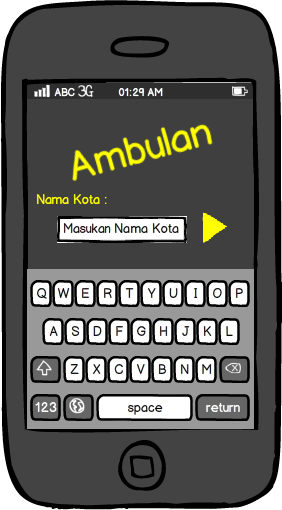 ABC 3G 01:29 AM
Ambulan
Nama Kota :
Masukan Nama Kota
Q W E R T Y U I O P
A S D F G H J K L
Z X C V B N M
123 space return